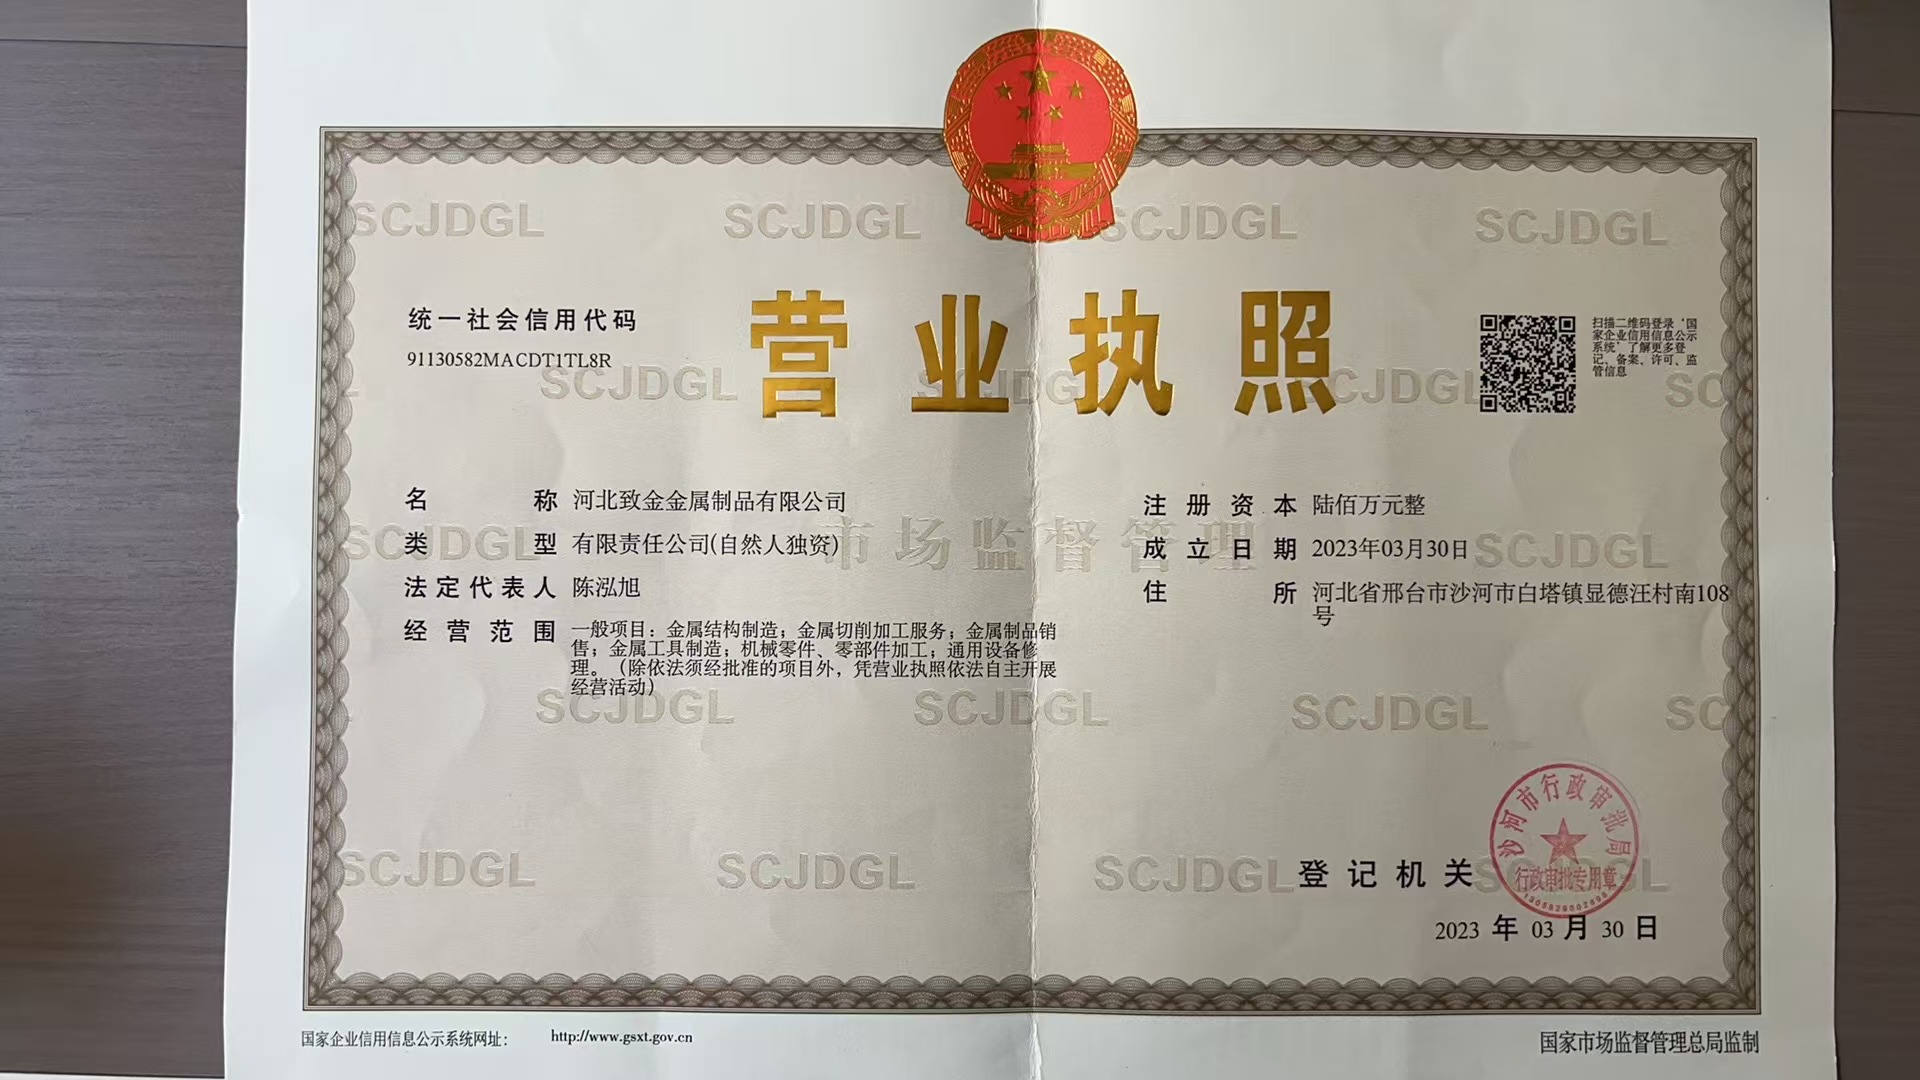 营业执照
统一社会信用代码
91130582MACDT1TL8R
扫描二维码登录‘国
家企业信用信息公示
系统’了解更多登
记、备案、许可、监
管信息
名称 河北致金金属制品有限公司
类型 有限责任公司(自然人独资)
法定代表人 陈泓旭
经营范围 一般项目：金属结构制造；金属切削加工服务；金属制品销
售；金属工具制造；机械零件、零部件加工；通用设备修
理。（除依法须经批准的项目外，凭营业执照依法自主开展
经营活动）
注册资本 陆佰万元整
成立日期 2023年03月30日
住所 河北省邢台市沙河市白塔镇显德汪村南108
号
市场监督管理
SCJDGL
登记机关
沙河市行政审批局
行政审批专用章
2023 年 03 月 30 日
国家企业信用信息公示系统网址： http://www.gsxt.gov.cn
国家市场监督管理总局监制